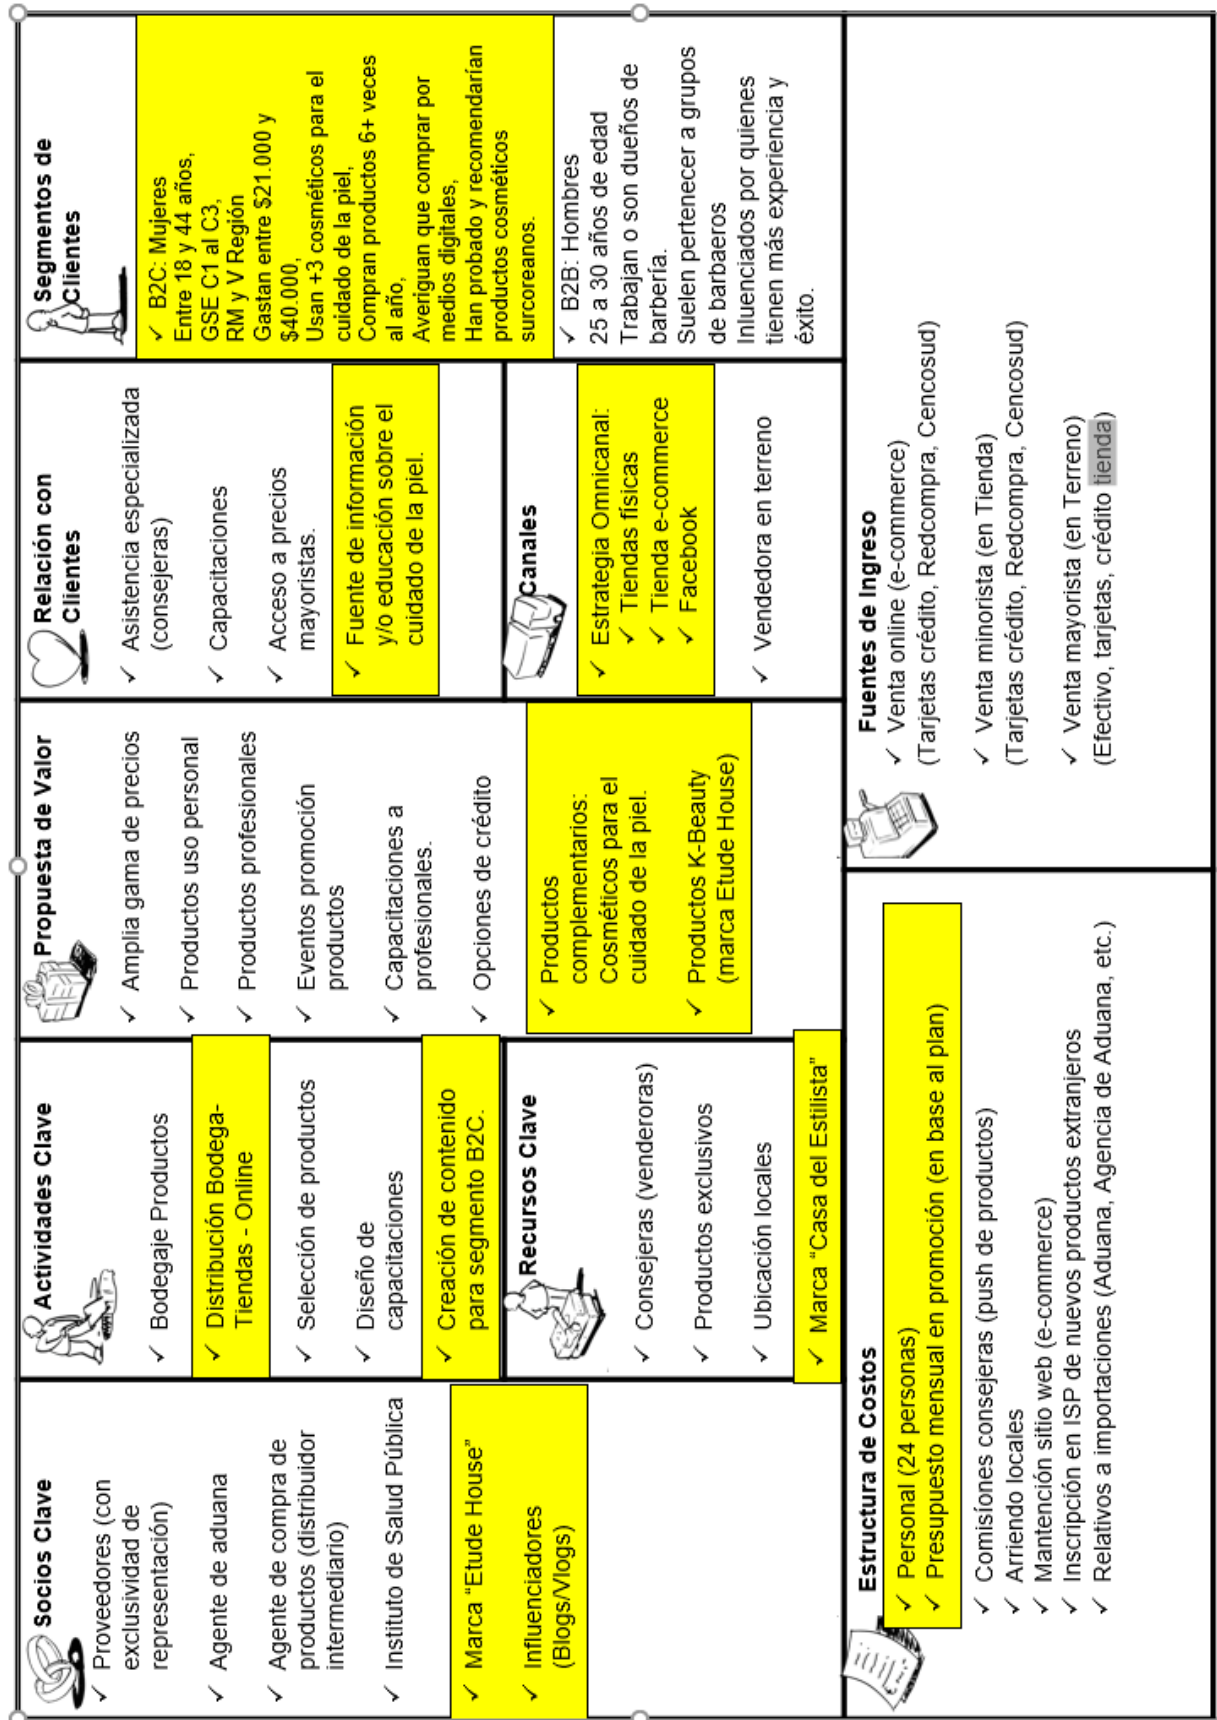 Socios Clave
✓ Proveedores (con
exclusividad de
representación)
✓ Agente de aduana
✓ Agente de compra de
productos (distribuidor
intermediario)
✓ Instituto de Salud Pública
✓ Marca “Etude House”
✓ Influenciadores
(Blogs/Vlogs)
Actividades Clave
✓ Bodegaje Productos
✓ Distribución Bodega-
Tiendas - Online
✓ Selección de productos
✓ Diseño de
capacitaciones
✓ Creación de contenido
para segmento B2C.
Recursos Clave
✓ Consejeras (venderoras)
✓ Productos exclusivos
✓ Ubicación locales
✓ Marca “Casa del Estilista”
Propuesta de Valor
✓ Amplia gama de precios
✓ Productos uso personal
✓ Productos profesionales
✓ Eventos promoción
productos
✓ Capacitaciones a
profesionales.
✓ Opciones de crédito
✓ Productos
complementarios:
Cosméticos para el
cuidado de la piel.
✓ Productos K-Beauty
(marca Etude House)
Relación con
Clientes
✓ Asistencia especializada
(consejeras)
✓ Capacitaciones
✓ Acceso a precios
mayoristas.
✓ Fuente de información
y/o educación sobre el
cuidado de la piel.
Canales
✓ Estrategia Omnicanal:
✓ Tiendas físicas
✓ Tienda e-commerce
✓ Facebook
✓ Vendedora en terreno
Segmentos de
Clientes
✓ B2C: Mujeres
Entre 18 y 44 años,
GSE C1 al C3,
RM y V Región
Gastan entre $21.000 y
$40.000,
Usan +3 cosméticos para el
cuidado de la piel,
Compran productos 6+ veces
al año,
Averiguan que comprar por
medios digitales,
Han probado y recomendarían
productos cosméticos
surcoreanos.
✓ B2B: Hombres
25 a 30 años de edad
Trabajan o son dueños de
barbería.
Suelen pertenecer a grupos
de barbaeros
Inluenciados por quienes
tienen más experiencia y
éxito.
Estructura de Costos
✓ Personal (24 personas)
✓ Presupuesto mensual en promoción (en base al plan)
✓ Comisiones consejeras (push de productos)
✓ Arriendo locales
✓ Mantención sitio web (e-commerce)
✓ Inscripción en ISP de nuevos productos extranjeros
✓ Relativos a importaciones (Aduana, Agencia de Aduana, etc.)
Fuentes de Ingreso
✓ Venta online (e-commerce)
(Tarjetas crédito, Redcompra, Cencosud)
✓ Venta minorista (en Tienda)
(Tarjetas crédito, Redcompra, Cencosud)
✓ Venta mayorista (en Terreno)
(Efectivo, tarjetas, crédito tienda)